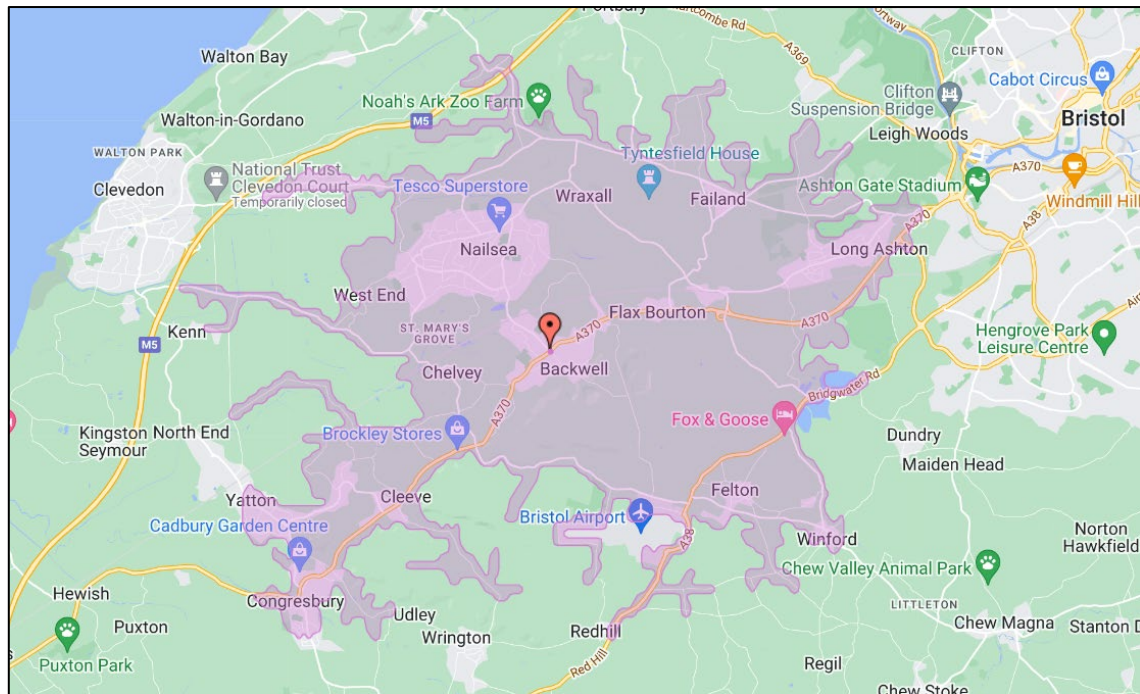 Portbury
Walton Bay
A369
CLIFTON
Cabot Circus
Clifton
Suspension Bridge
Noah's Ark Zoo Farm
M5
Walton-in-Gordano
Leigh Woods
Bristol
WALTON PARK
National Trust
Clevedon Court
Temporarily closed
Tyntesfield House
A370
Clevedon
Tesco Superstore
Wraxall
Failand
Ashton Gate Stadium
Windmill Hill
A370
A38
Nailsea
Long Ashton
West End
Flax Bourton
A370
Kenn
ST. MARY'S
GROVE
A370
M5
Hengrove Park
Leisure Centre
Chelvey
Backwell
A370
Bridgwater Rd
Fox & Goose
Kingston
Seymour
North End
Brockley Stores
Dundry
Maiden Head
Yatton
Cleeve
Felton
Bristol Airport
Cadbury Garden Centre
A38
Winford
Norton
Hawkfield
Chew Valley Animal Park
Hewish
Congresbury
Udley
LITTLETON
Puxton
Redhill
Chew Magna
Stanton D
Wrington
Puxton Park
Red Hill
Regil
Chew Stoke